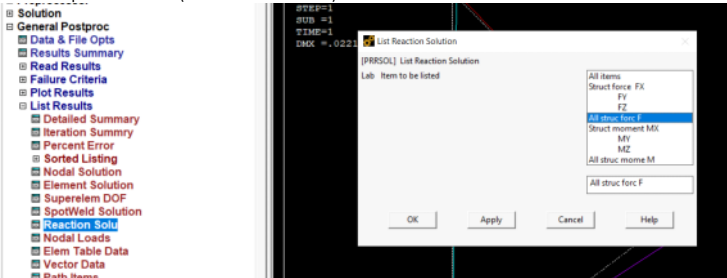 Solution
General Postproc
Data & File Opts
Results Summary
Read Results
Failure Criteria
Plot Results
List Results
Detailed Summary
Iteration Summry
Percent Error
Sorted Listing
Nodal Solution
Element Solution
Superelem DOF
SpotWeld Solution
Reaction Solu
Nodal Loads
Elem Table Data
Vector Data
Path Items
STEP=1
SUB =1
TIME=1
DMX =.0221
List Reaction Solution
[PRRSOL] List Reaction Solution
Lab Item to be listed
All items
Struct force FX
FY
FZ
All struc forc F
Struct moment MX
MY
MZ
All struc mome M
All struc forc F
OK Apply Cancel Help